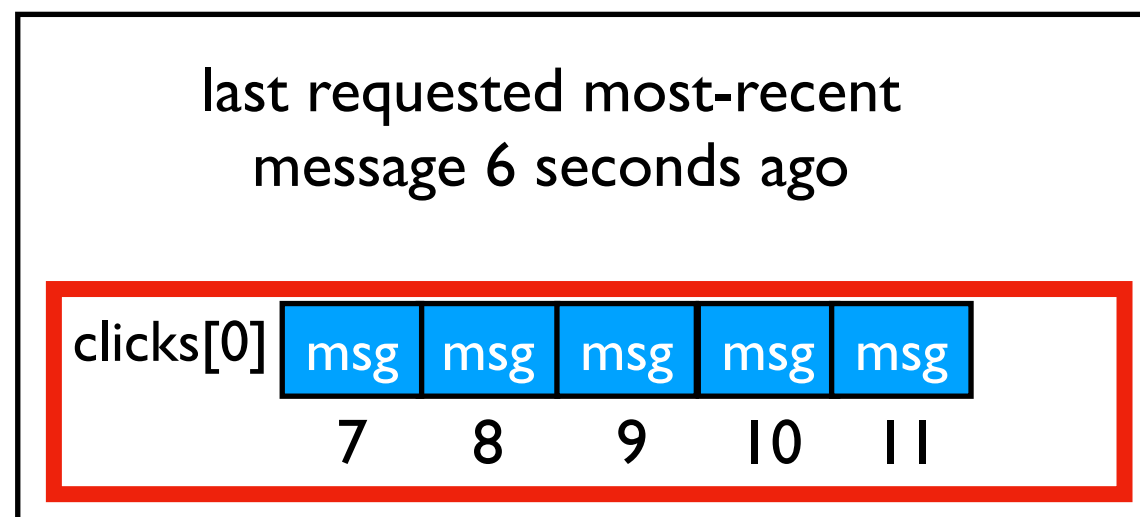 last requested most-recent
message 6 seconds ago
clicks[0] msg msg msg msg msg
7 8 9 10 11